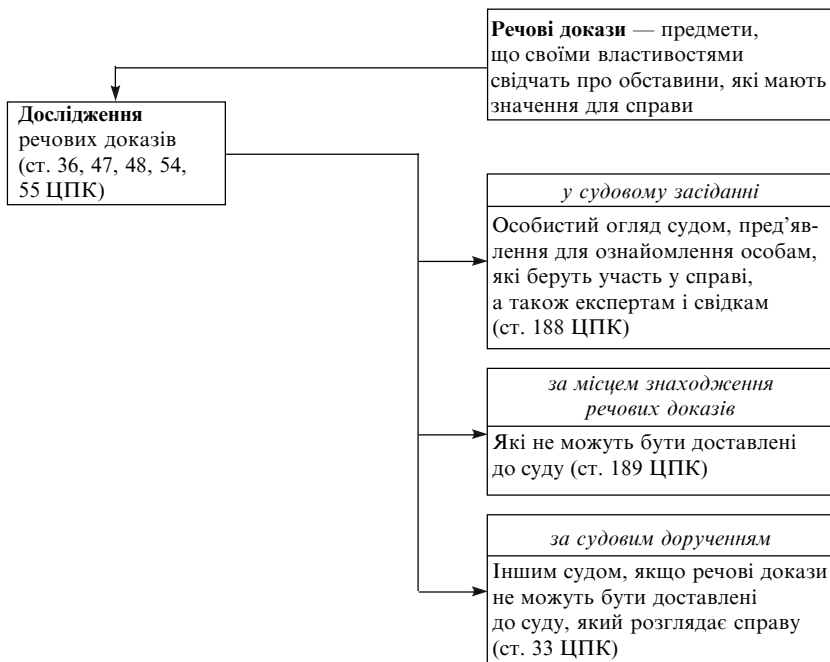 Речові докази — предмети,
що своїми властивостями
свідчать про обставини, які мають
значення для справи
Дослідження
речових доказів
(ст. 36, 47, 48, 54,
55 ЦПК)
у судовому засіданні
Особистий огляд судом, пред’яв-
лення для ознайомлення особам,
які беруть участь у справі,
а також експертам і свідкам
(ст. 188 ЦПК)
за місцем знаходження
речових доказів
Які не можуть бути доставлені
до суду (ст. 189 ЦПК)
за судовим дорученням
Іншим судом, якщо речові докази
не можуть бути доставлені
до суду, який розглядає справу
(ст. 33 ЦПК)